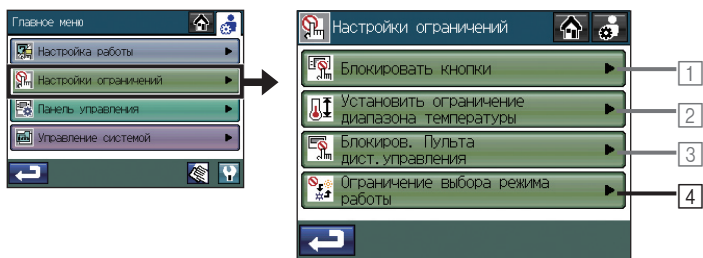 Главное меню
Настройка работы
Настройки ограничений
Панель управления
Управление системой
Настройки ограничений
Блокировать кнопки
1
Установить ограничение
диапазона температуры
2
Блокиров. Пульта
дист.управления
3
Ограничение выбора режима
работы
4